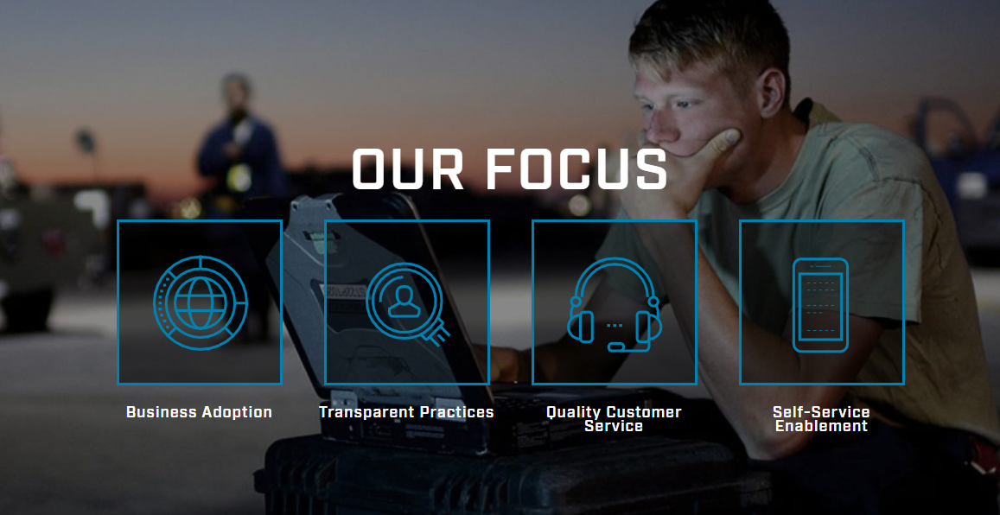 OUR FOCUS
Business Adoption
Transparent Practices
Quality Customer
Service
Self-Service
Enablement